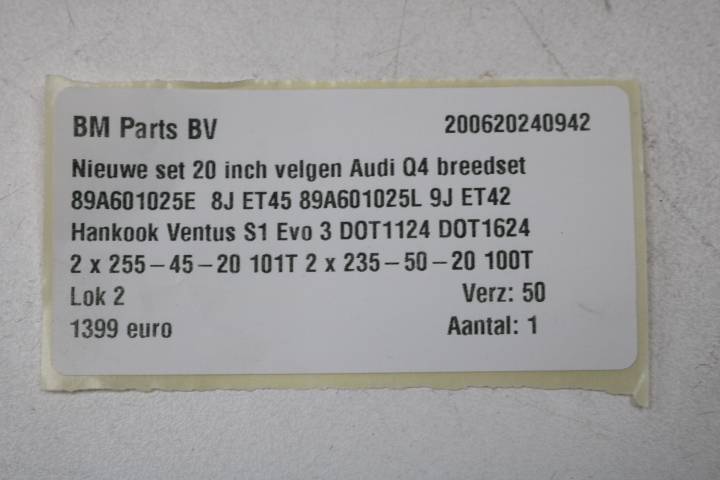 BM Parts BV 200620240942
Nieuwe set 20 inch velgen Audi Q4 breedset
89A601025E 8J ET45 89A601025L 9J ET42
Hankook Ventus S1 Evo 3 DOT1124 DOT1624
2 x 255-45-20 101T 2 x 235-50-20 100T
Lok 2 Verz: 50
1399 euro Aantal: 1